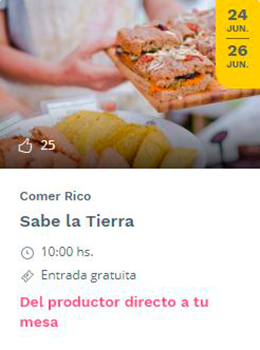 24
JUN.
26
JUN.
25
Comer Rico
Sabe la Tierra
10:00 hs.
Entrada gratuita
Del productor directo a tu
mesa